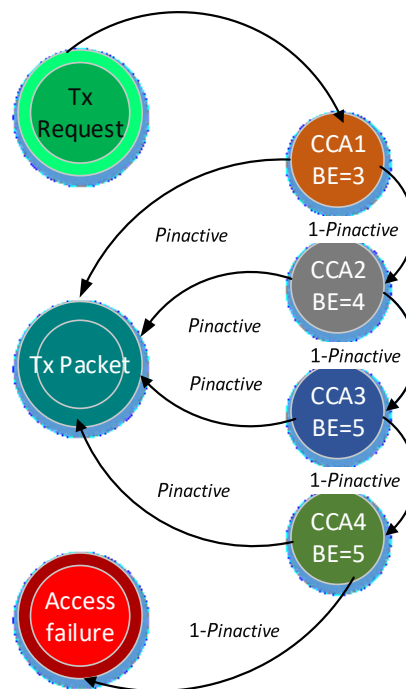 Tx
Request
CCA1
BE=3
Pinactive
1-Pinactive
CCA2
BE=4
Pinactive
1-Pinactive
Tx Packet
Pinactive
CCA3
BE=5
1-Pinactive
Pinactive
CCA4
BE=5
Access
failure
1-Pinactive